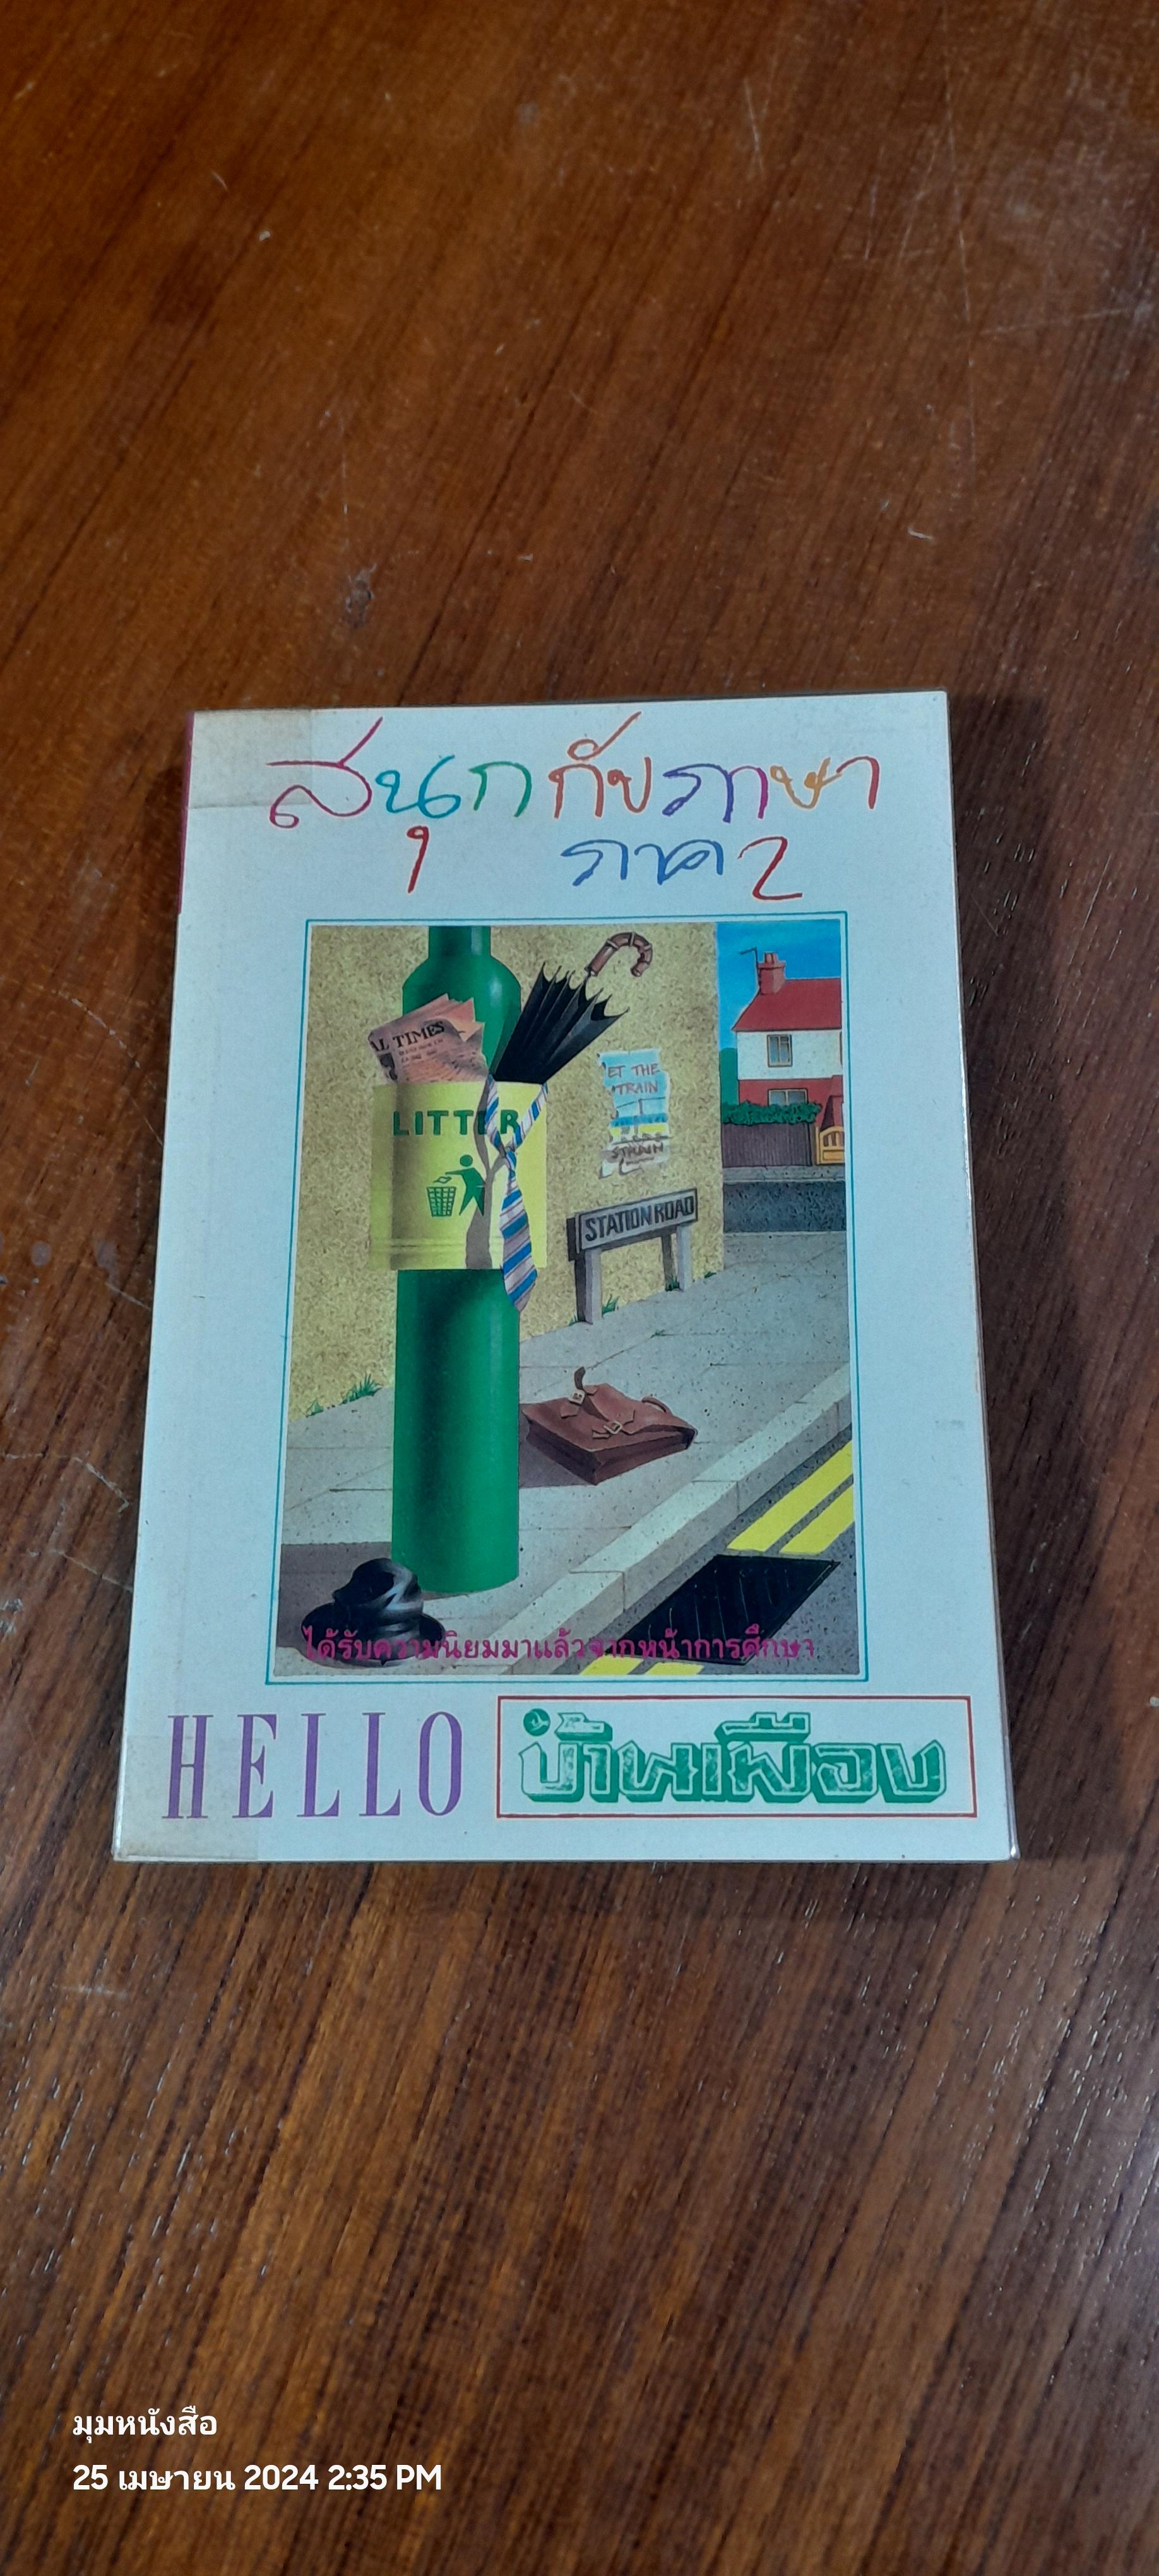 สนุกกับภาษา
ภาค 2
AL TIMES
LITTER
ET THE
TRAIN
STRAIN
STATION ROAD
ได้รับความนิยมมาแล้วจากหน้าการศึกษา
HELLO
บ้านเมือง
มุมหนังสือ
25 เมษายน 2024 2:35 PM